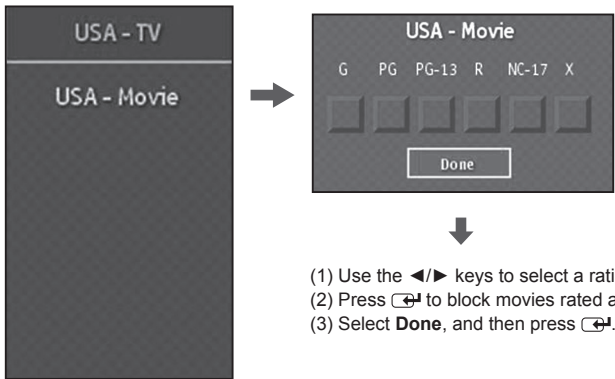 USA - TV
USA - Movie
USA - Movie
G PG PG-13 R NC-17 X
Done
(1) Use the ◄/► keys to select a
(2) Press to block movies rated
(3) Select Done, and then press .